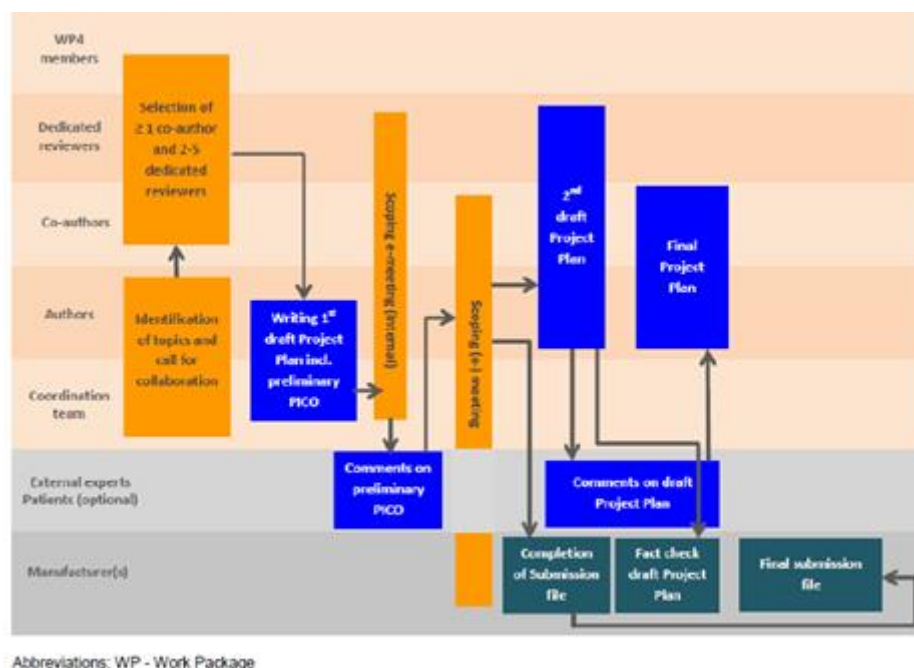 WP4
members
Dedicated
reviewers
Co-authors
Authors
Coordination
team
External experts
Patients (optional)
Manufacturer(s)
Selection of
≥ 1 co-author
and 2-5
dedicated
reviewers
Identification
of topics and
call for
collaboration
Writing 1st
draft Project
Plan incl.
preliminary
PICO
Scoping e-meeting (internal)
Comments on
preliminary
PICO
Scoping (e-) meeting
2nd
draft
Project
Plan
Final
Project
Plan
Comments on draft
Project Plan
Completion
of Submission
file
Fact check
draft Project
Plan
Final submission
file
Abbreviations: WP - Work Package